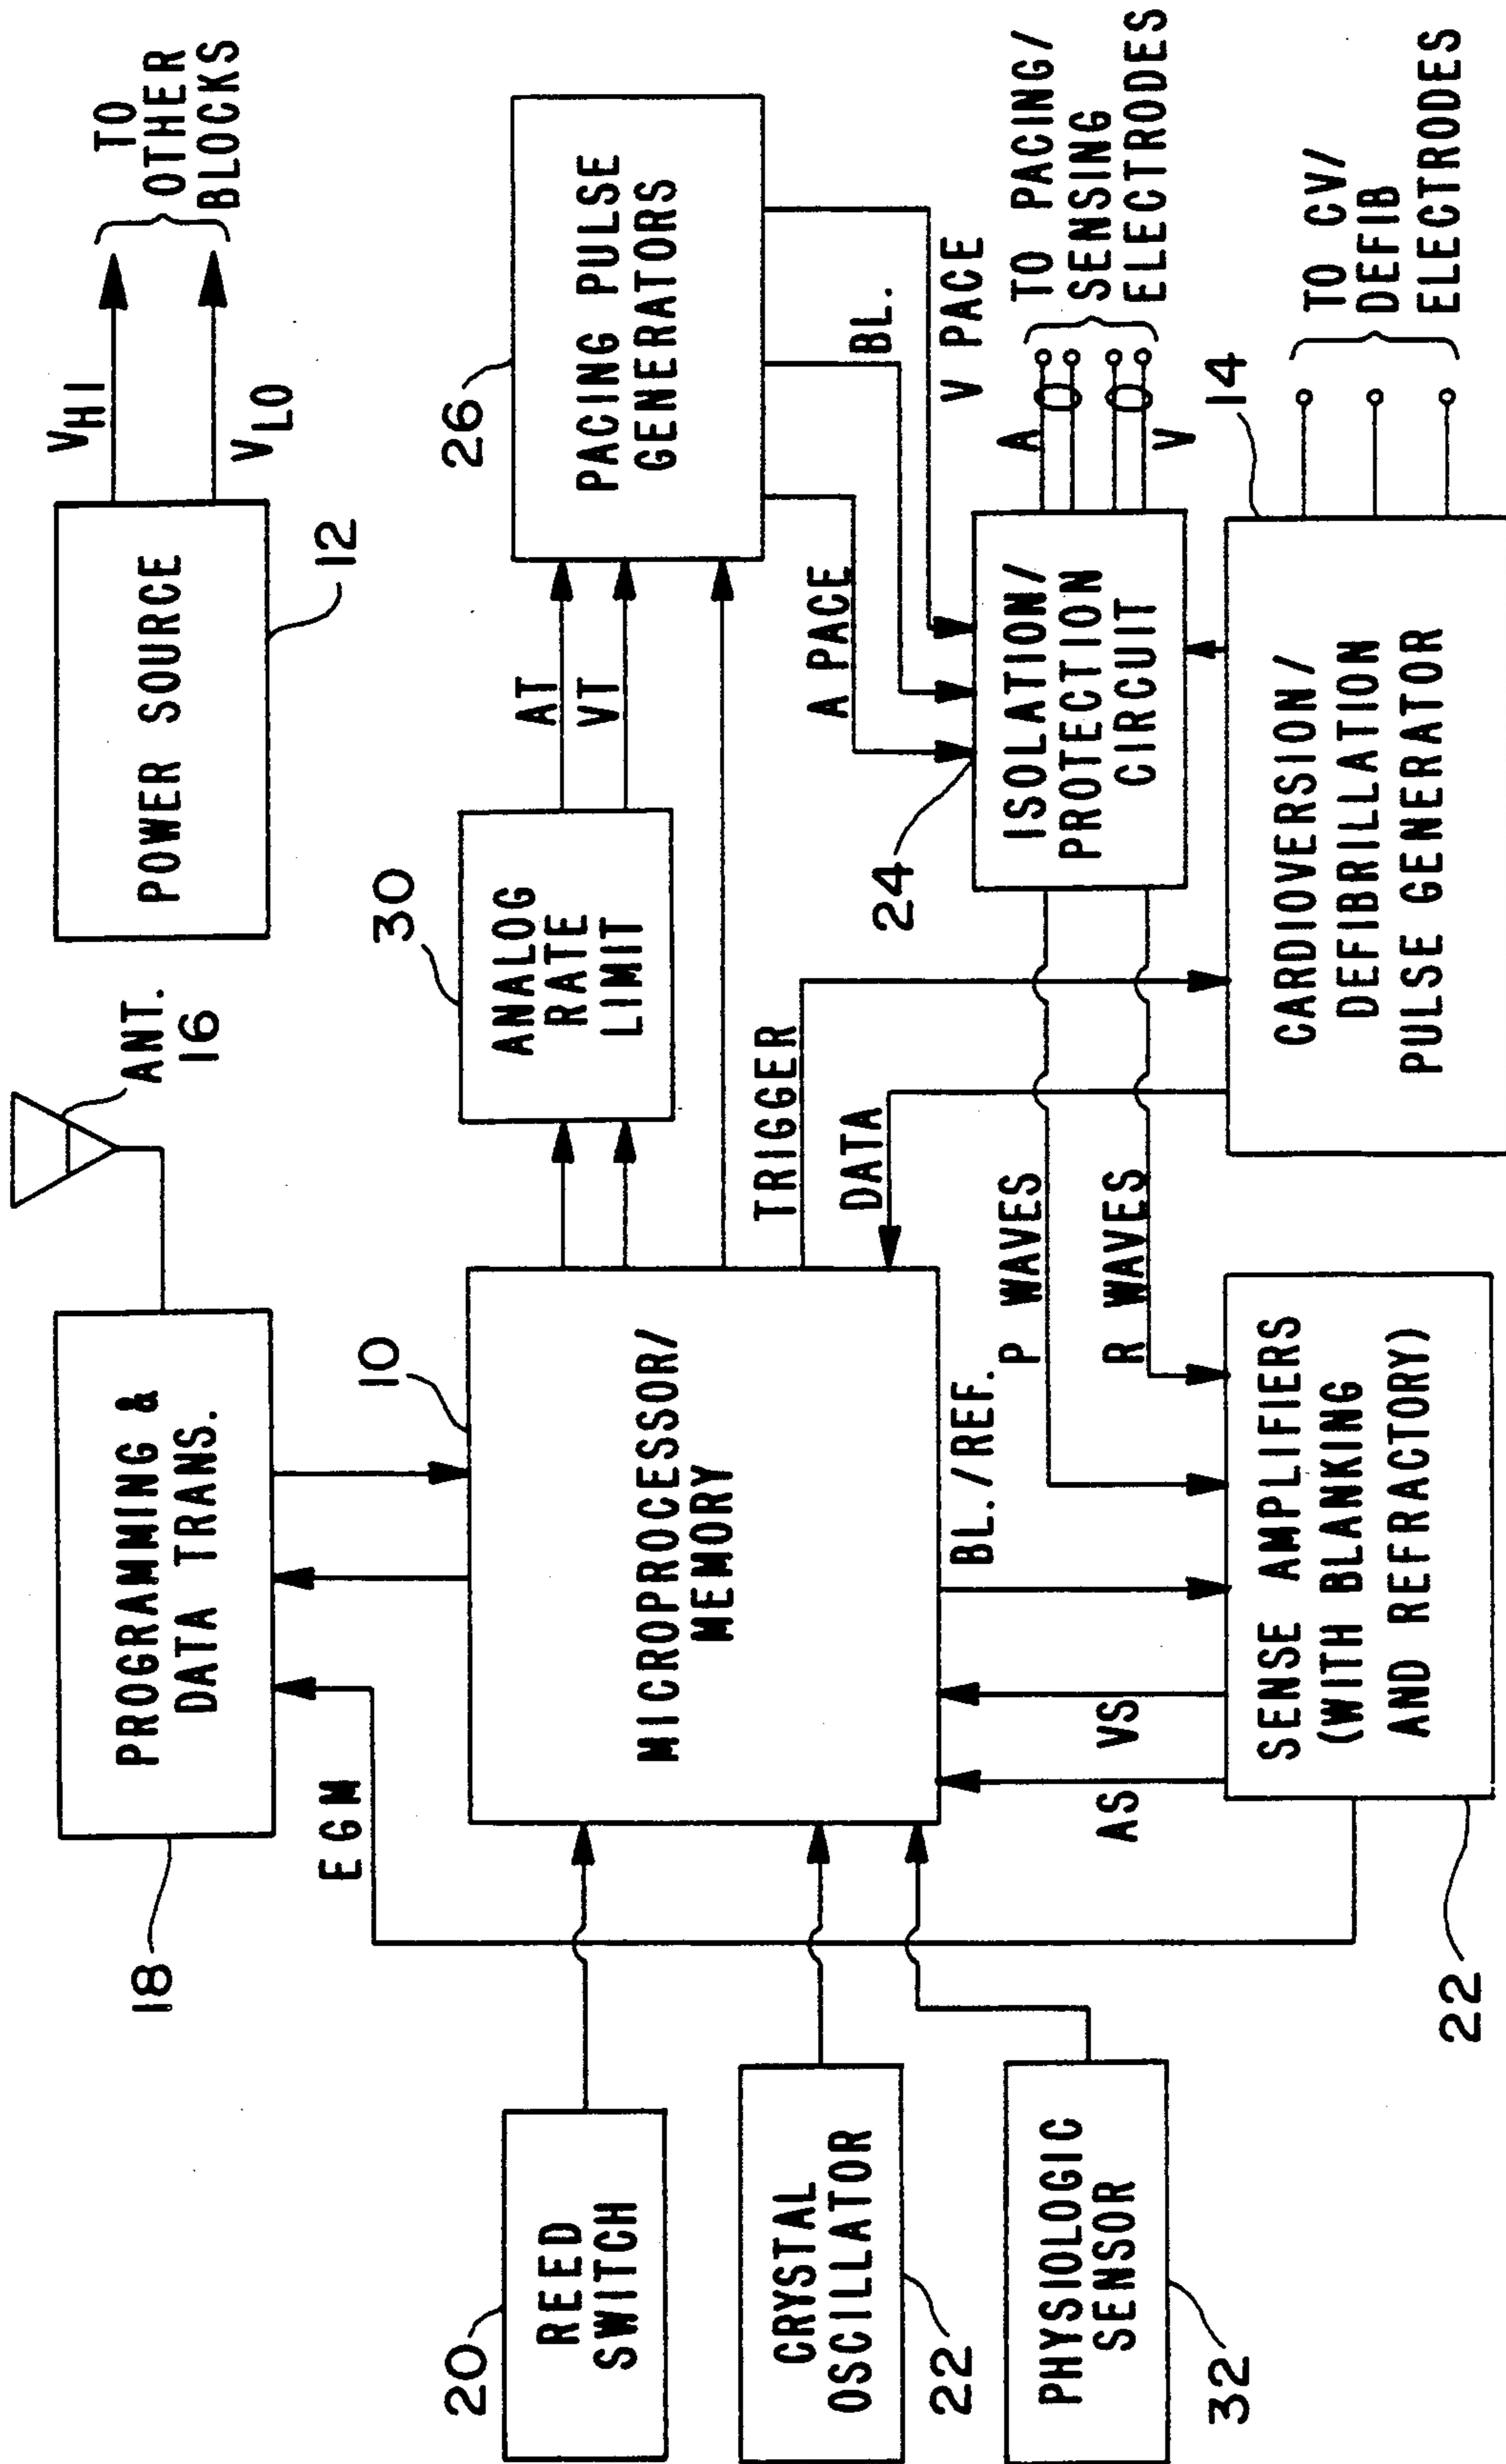 ANT.
16
18
PROGRAMMING &
DATA TRANS.
POWER SOURCE
12
VHI
VLO
TO
OTHER
BLOCKS
EGM
20
REED
SWITCH
10
MICROPROCESSOR/
MEMORY
30
ANALOG
RATE
LIMIT
AT
VT
26
PACING PULSE
GENERATORS
CRYSTAL
OSCILLATOR
22
TRIGGER
DATA
A PACE
BL.
V PACE
PHYSIOLOGIC
SENSOR
32
AS
VS
BL./REF.
P WAVES
R WAVES
24
ISOLATION/
PROTECTION
CIRCUIT
A
V
TO PACING/
SENSING
ELECTRODES
SENSE AMPLIFIERS
(WITH BLANKING
AND REFRACTORY)
22
CARDIOVERSION/
DEFIBRILLATION
PULSE GENERATOR
14
TO CV/
DEFIB
ELECTRODES